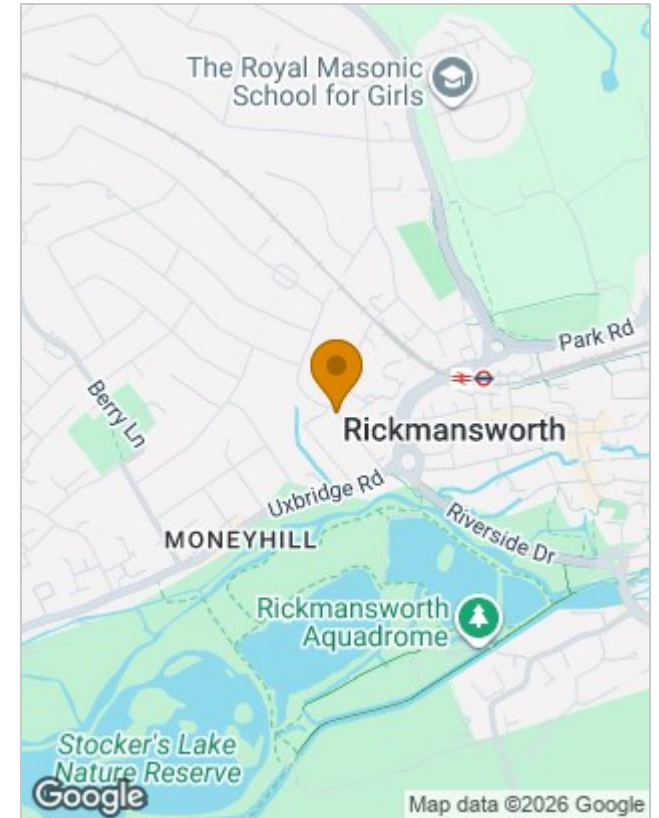 The Royal Masonic
School for Girls
Park Rd
Berry Ln
Rickmansworth
Uxbridge Rd
Riverside Dr
MONEYHILL
Rickmansworth
Aquadrome
Stocker's Lake
Nature Reserve
Google
Map data ©2026 Google